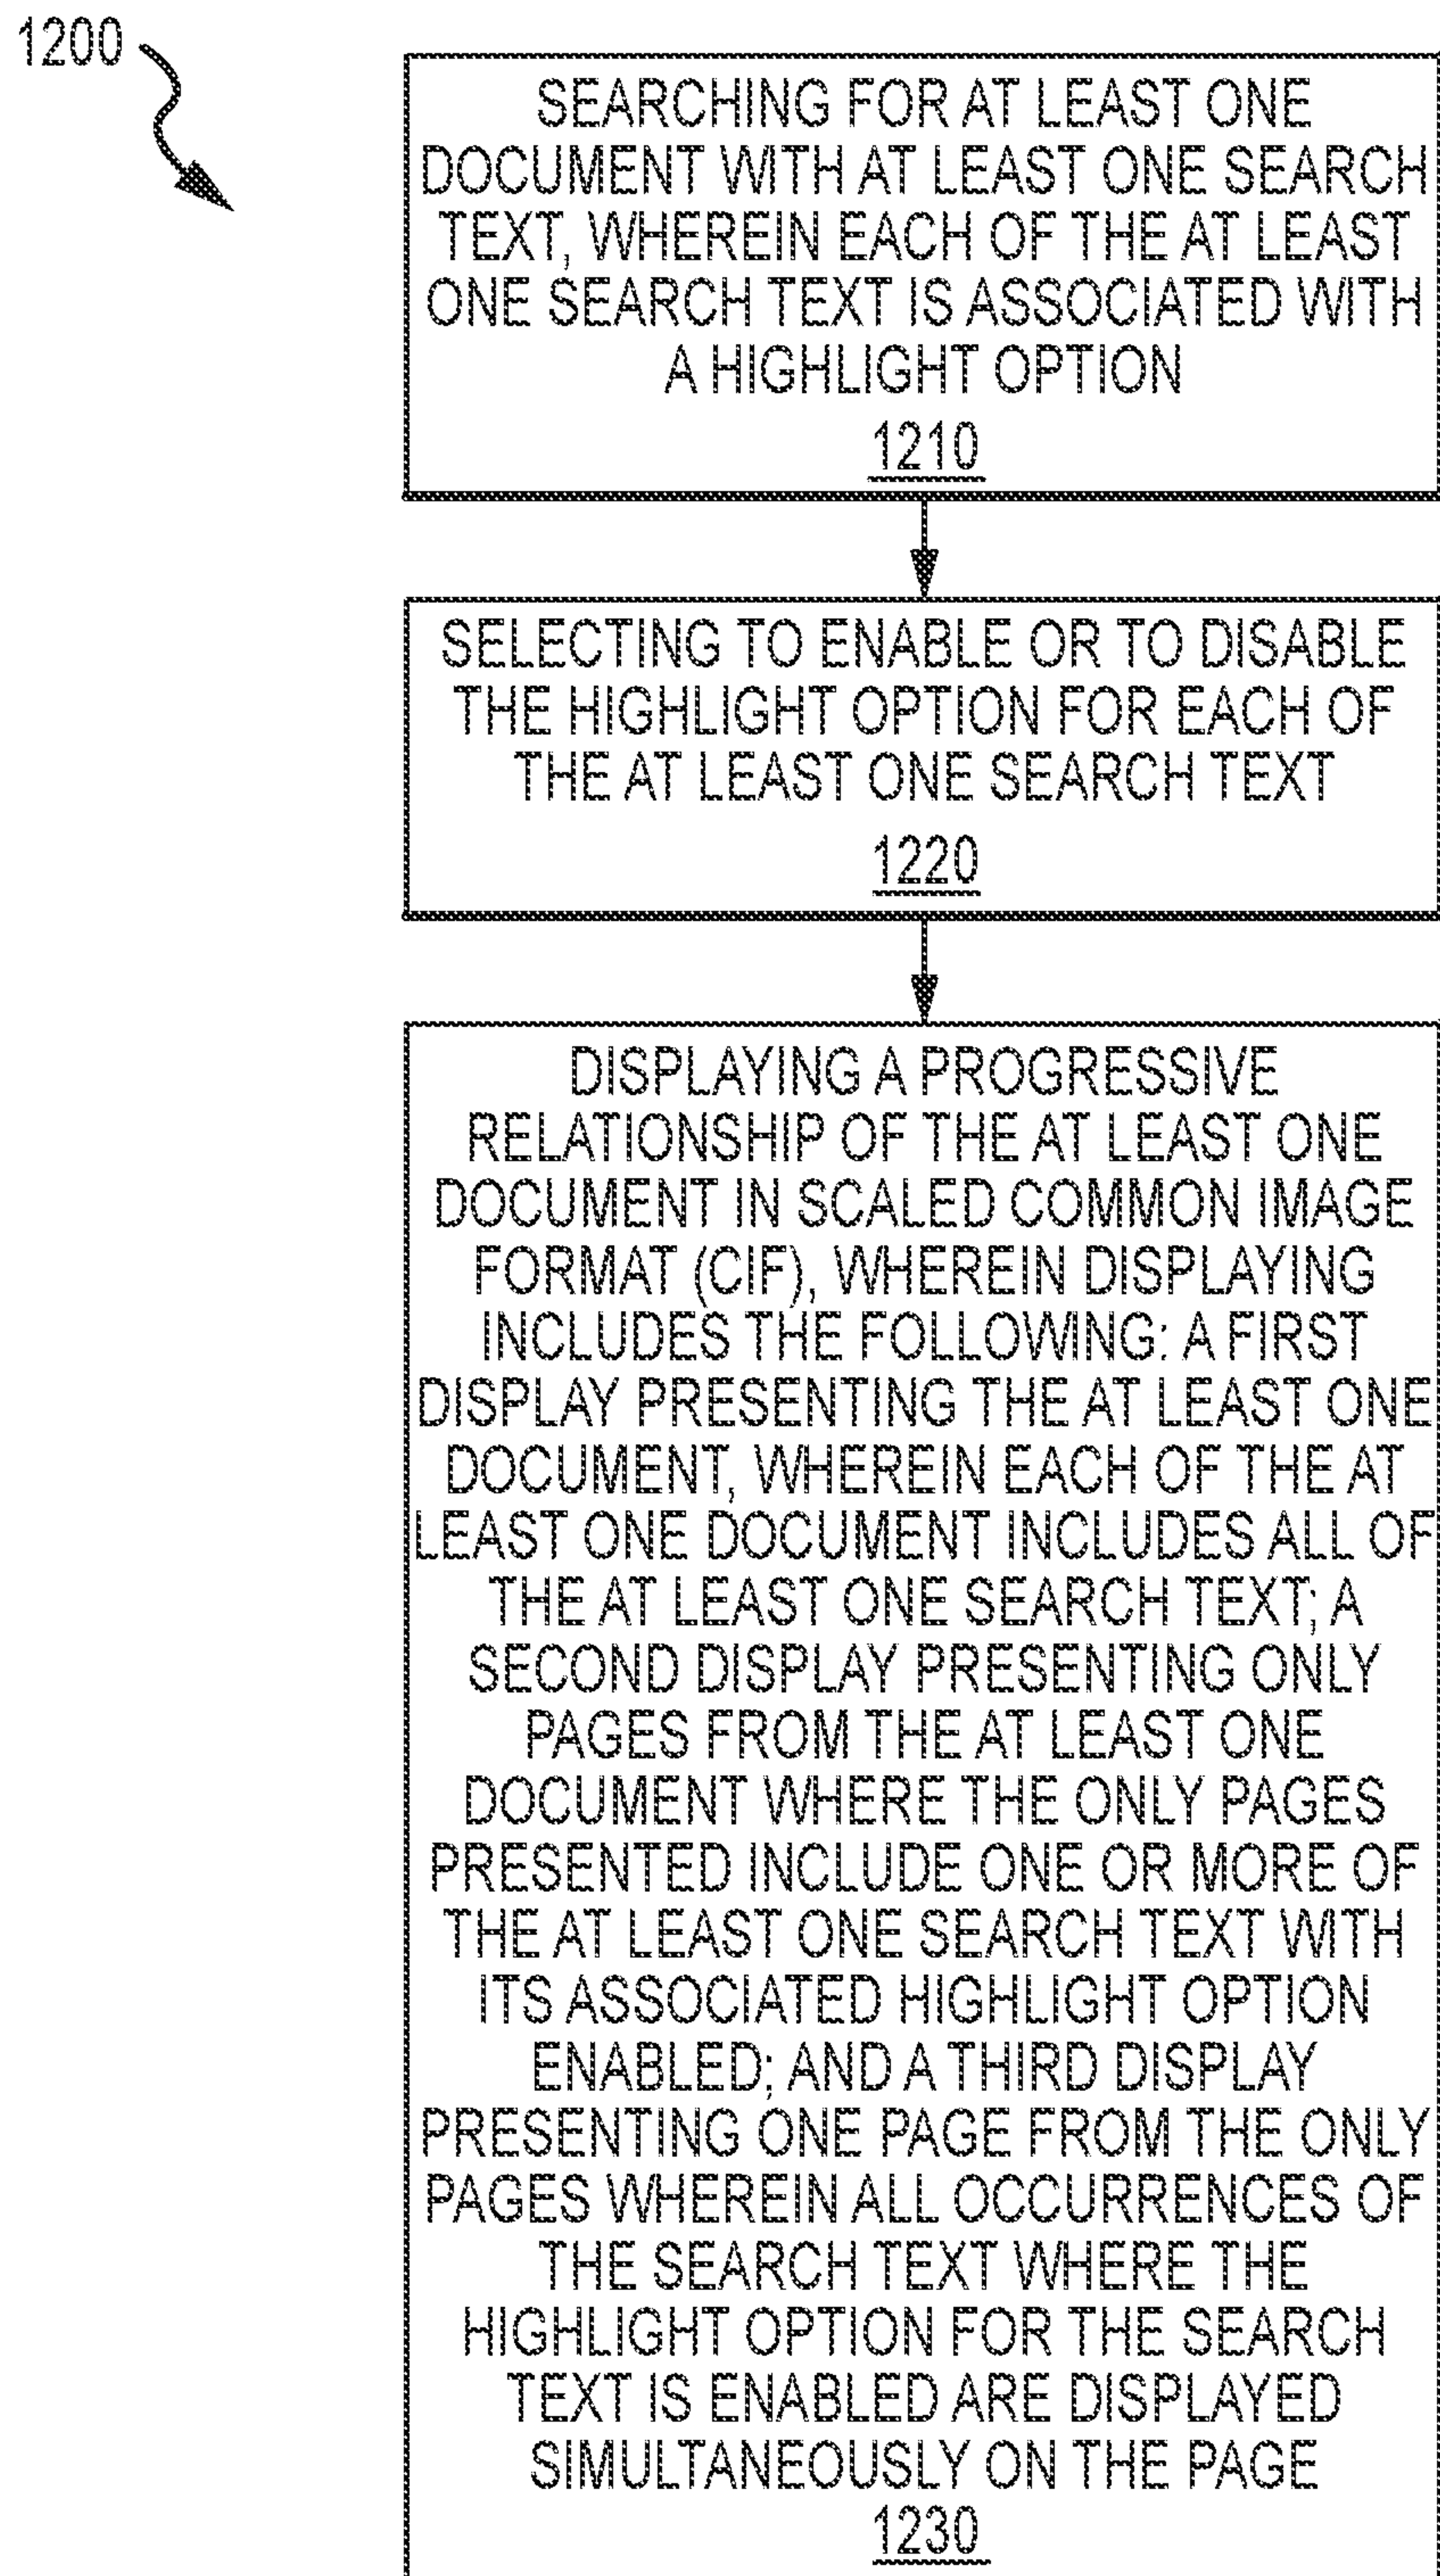 1200
SEARCHING FOR AT LEAST ONE
DOCUMENT WITH AT LEAST ONE SEARCH
TEXT, WHEREIN EACH OF THE AT LEAST
ONE SEARCH TEXT IS ASSOCIATED WITH
A HIGHLIGHT OPTION
1210
SELECTING TO ENABLE OR TO DISABLE
THE HIGHLIGHT OPTION FOR EACH OF
THE AT LEAST ONE SEARCH TEXT
1220
DISPLAYING A PROGRESSIVE
RELATIONSHIP OF THE AT LEAST ONE
DOCUMENT IN SCALED COMMON IMAGE
FORMAT (CIF), WHEREIN DISPLAYING
INCLUDES THE FOLLOWING: A FIRST
DISPLAY PRESENTING THE AT LEAST ONE
DOCUMENT, WHEREIN EACH OF THE AT
LEAST ONE DOCUMENT INCLUDES ALL OF
THE AT LEAST ONE SEARCH TEXT; A
SECOND DISPLAY PRESENTING ONLY
PAGES FROM THE AT LEAST ONE
DOCUMENT WHERE THE ONLY PAGES
PRESENTED INCLUDE ONE OR MORE OF
THE AT LEAST ONE SEARCH TEXT WITH
ITS ASSOCIATED HIGHLIGHT OPTION
ENABLED; AND A THIRD DISPLAY
PRESENTING ONE PAGE FROM THE ONLY
PAGES WHEREIN ALL OCCURRENCES OF
THE SEARCH TEXT WHERE THE
HIGHLIGHT OPTION FOR THE SEARCH
TEXT IS ENABLED ARE DISPLAYED
SIMULTANEOUSLY ON THE PAGE
1230